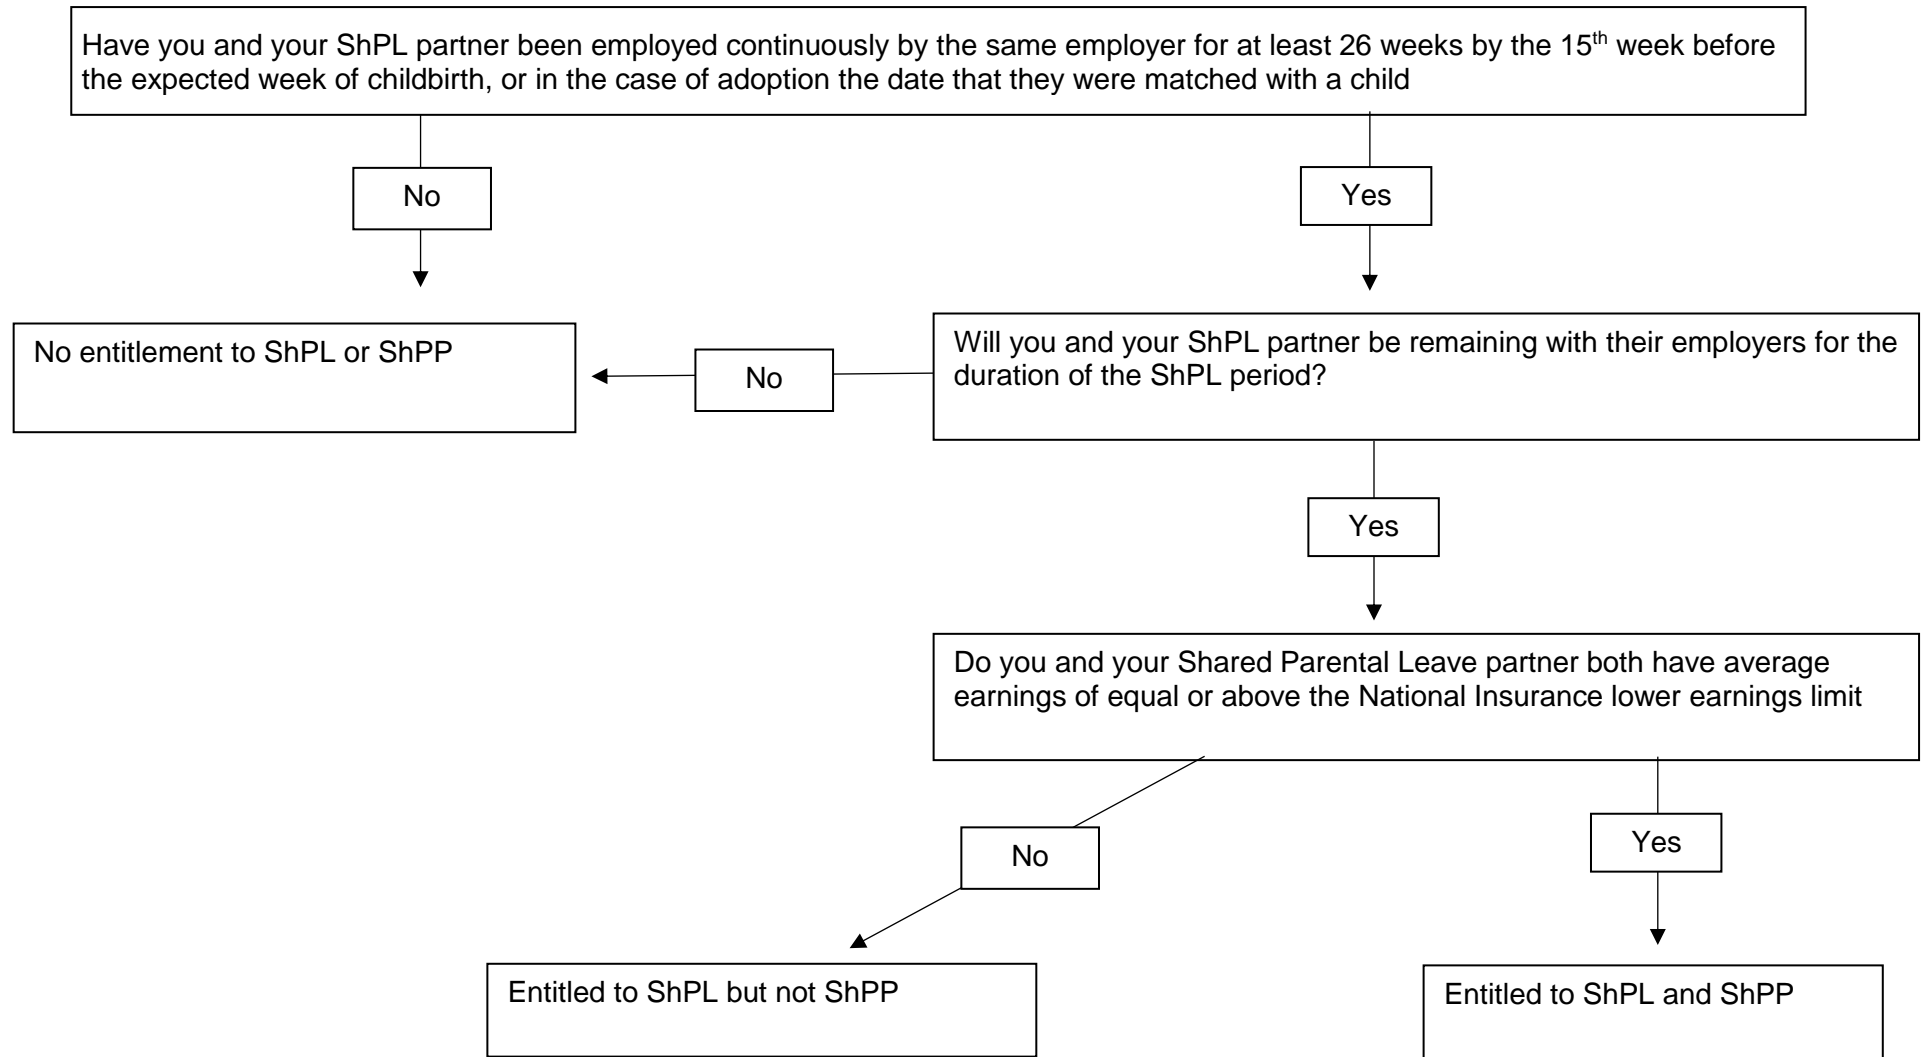 Have you and your ShPL partner been employed continuously by the same employer for at least 26 weeks by the 15th week before
the expected week of childbirth, or in the case of adoption the date that they were matched with a child
No
Yes
No entitlement to ShPL or ShPP
No
Will you and your ShPL partner be remaining with their employers for the
duration of the ShPL period?
Yes
Do you and your Shared Parental Leave partner both have average
earnings of equal or above the National Insurance lower earnings limit
No
Yes
Entitled to ShPL but not ShPP
Entitled to ShPL and ShPP